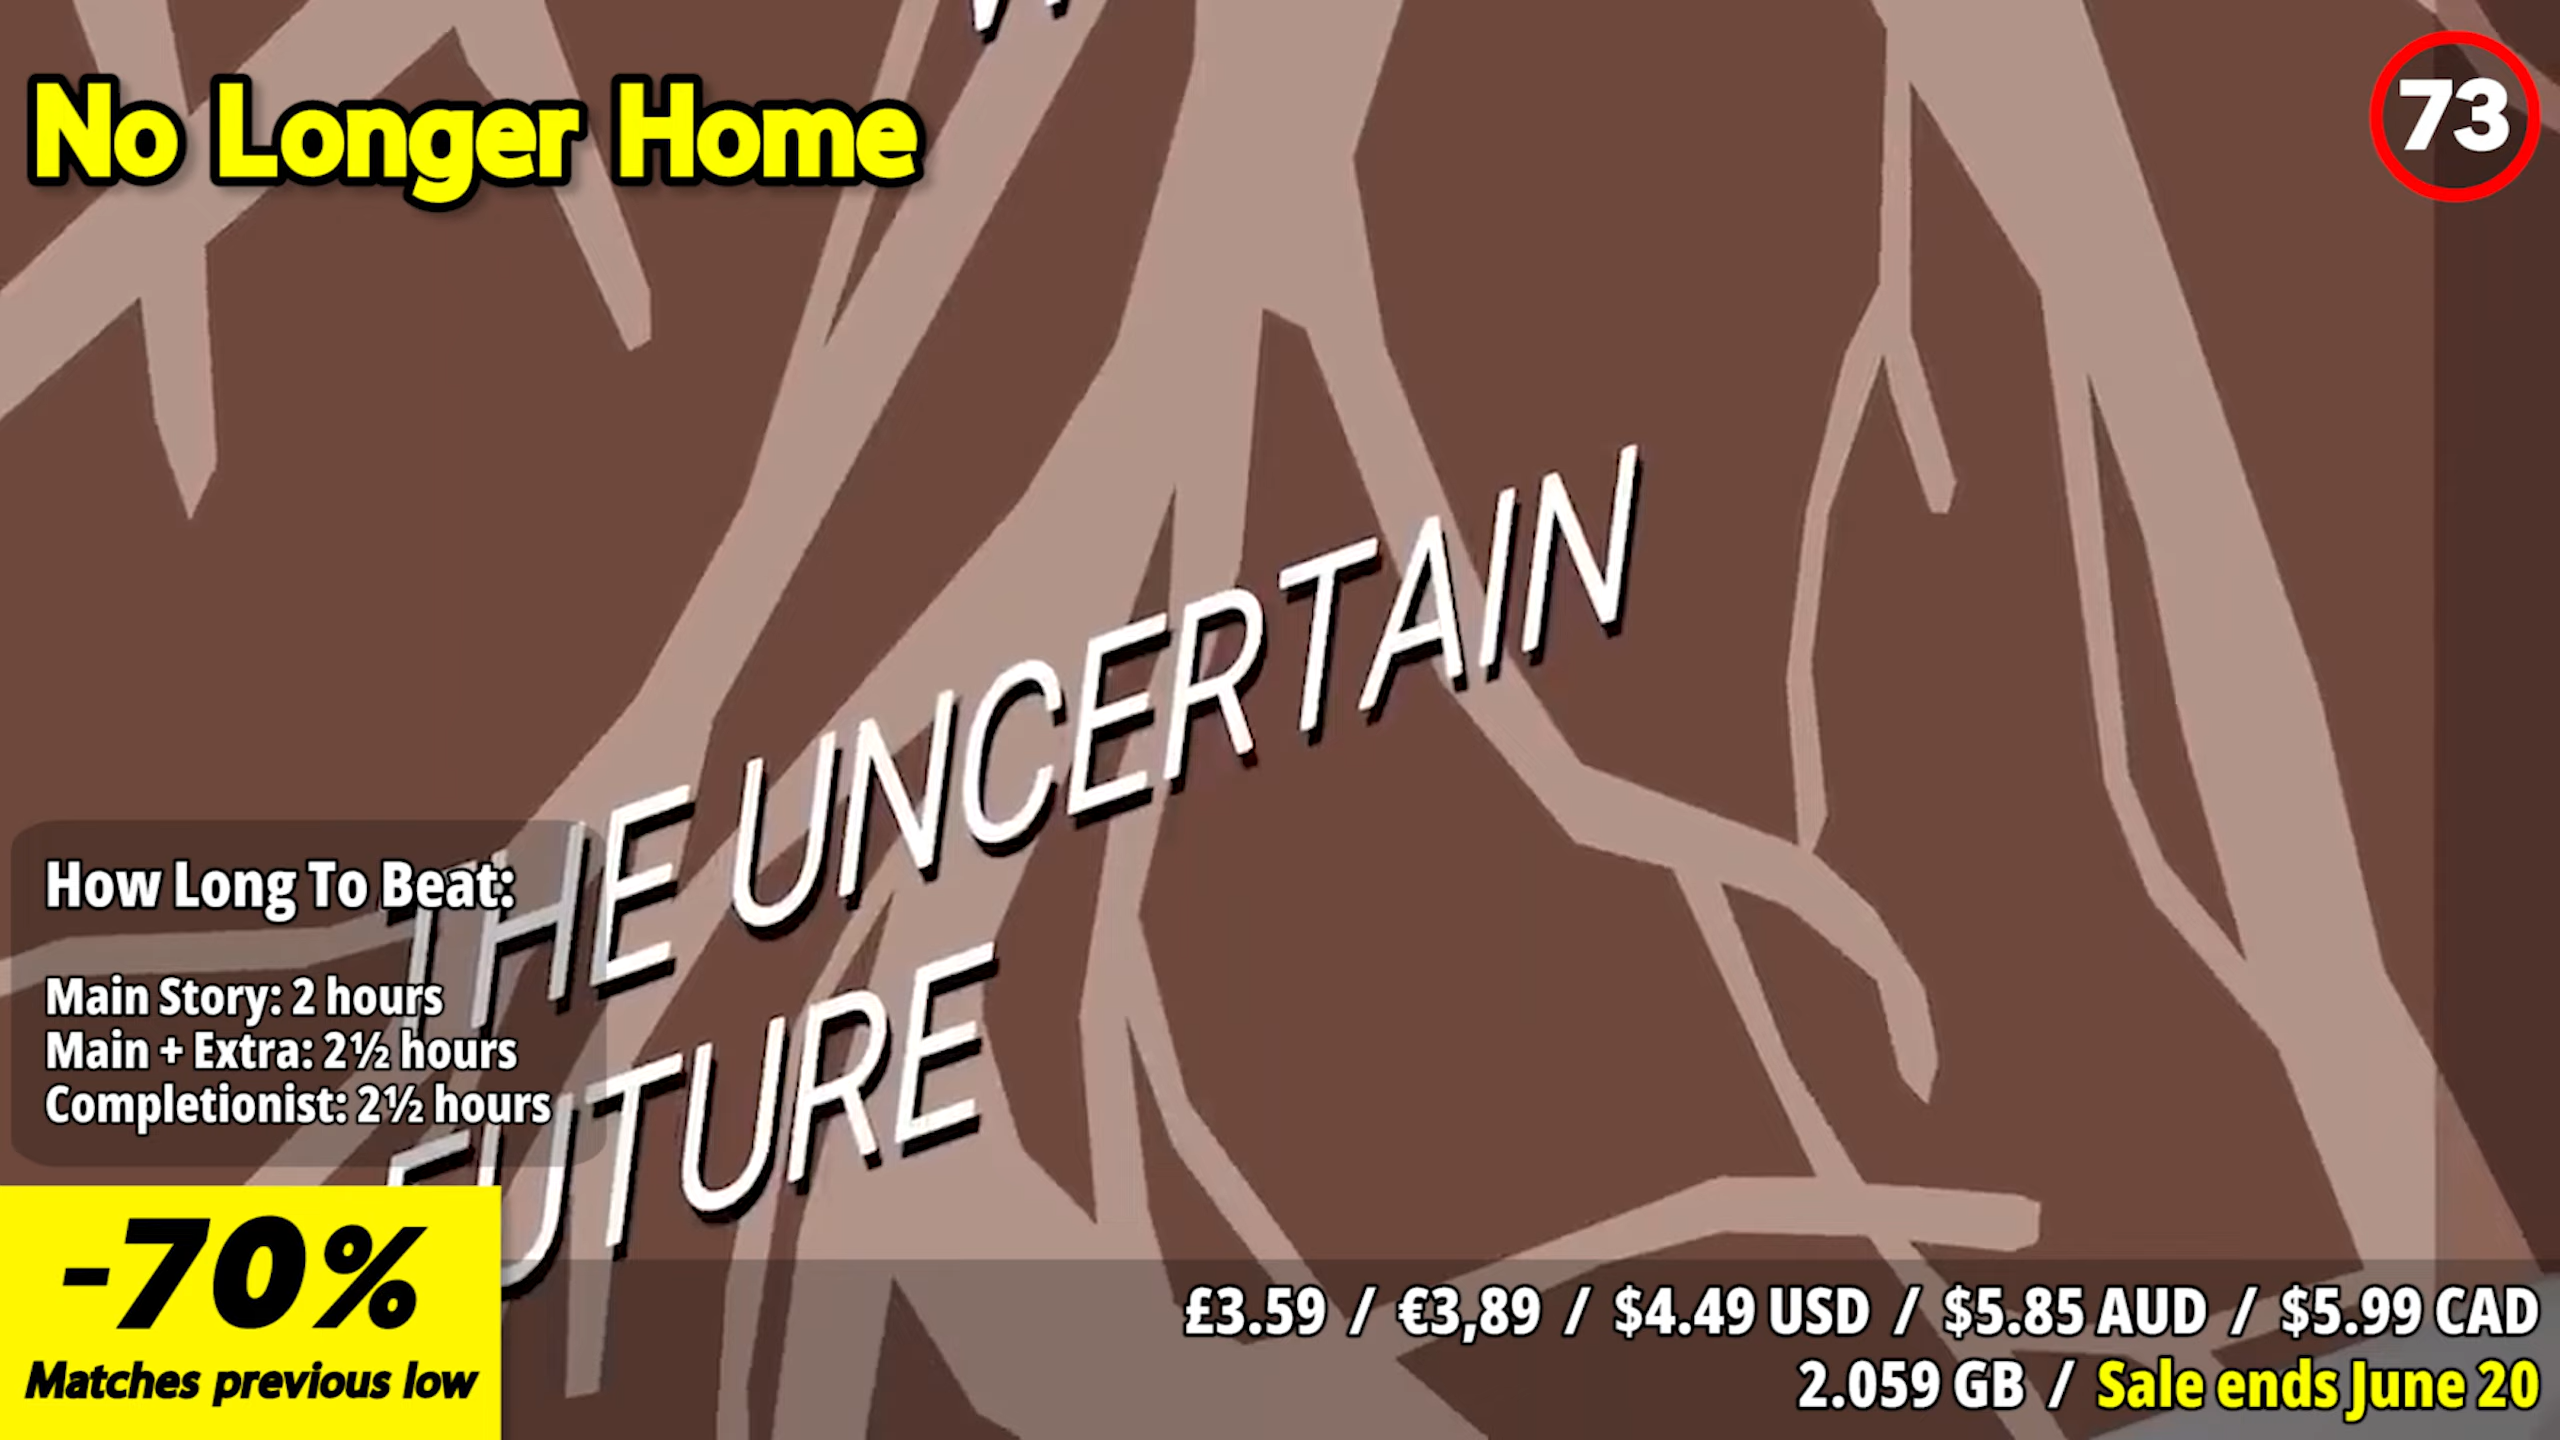 No Longer Home
73
THE UNCERTAIN
FUTURE
How Long To Beat:
Main Story: 2 hours
Main + Extra: 2½ hours
Completionist: 2½ hours
-70%
Matches previous low
£3.59 / €3,89 / $4.49 USD / $5.85 AUD / $5.99 CAD
2.059 GB / Sale ends June 20